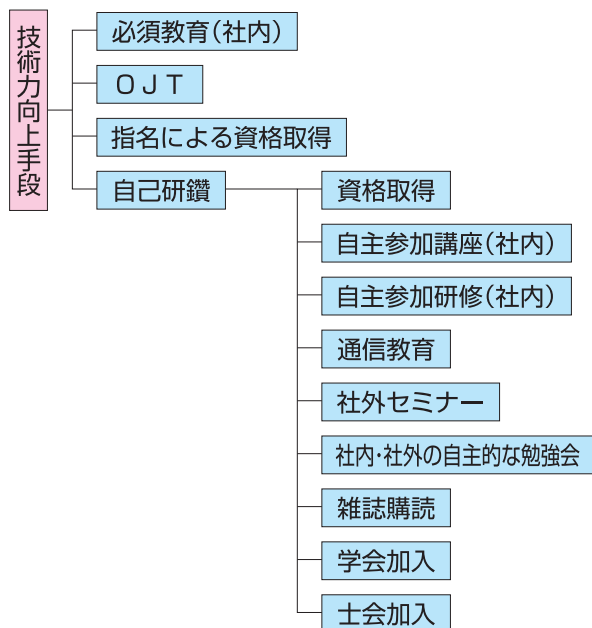 技術力向上手段
必須教育(社内)
OJT
指名による資格取得
自己研鑽
資格取得
自主参加講座(社内)
自主参加研修(社内)
通信教育
社外セミナー
社内・社外の自主的な勉強会
雑誌購読
学会加入
士会加入